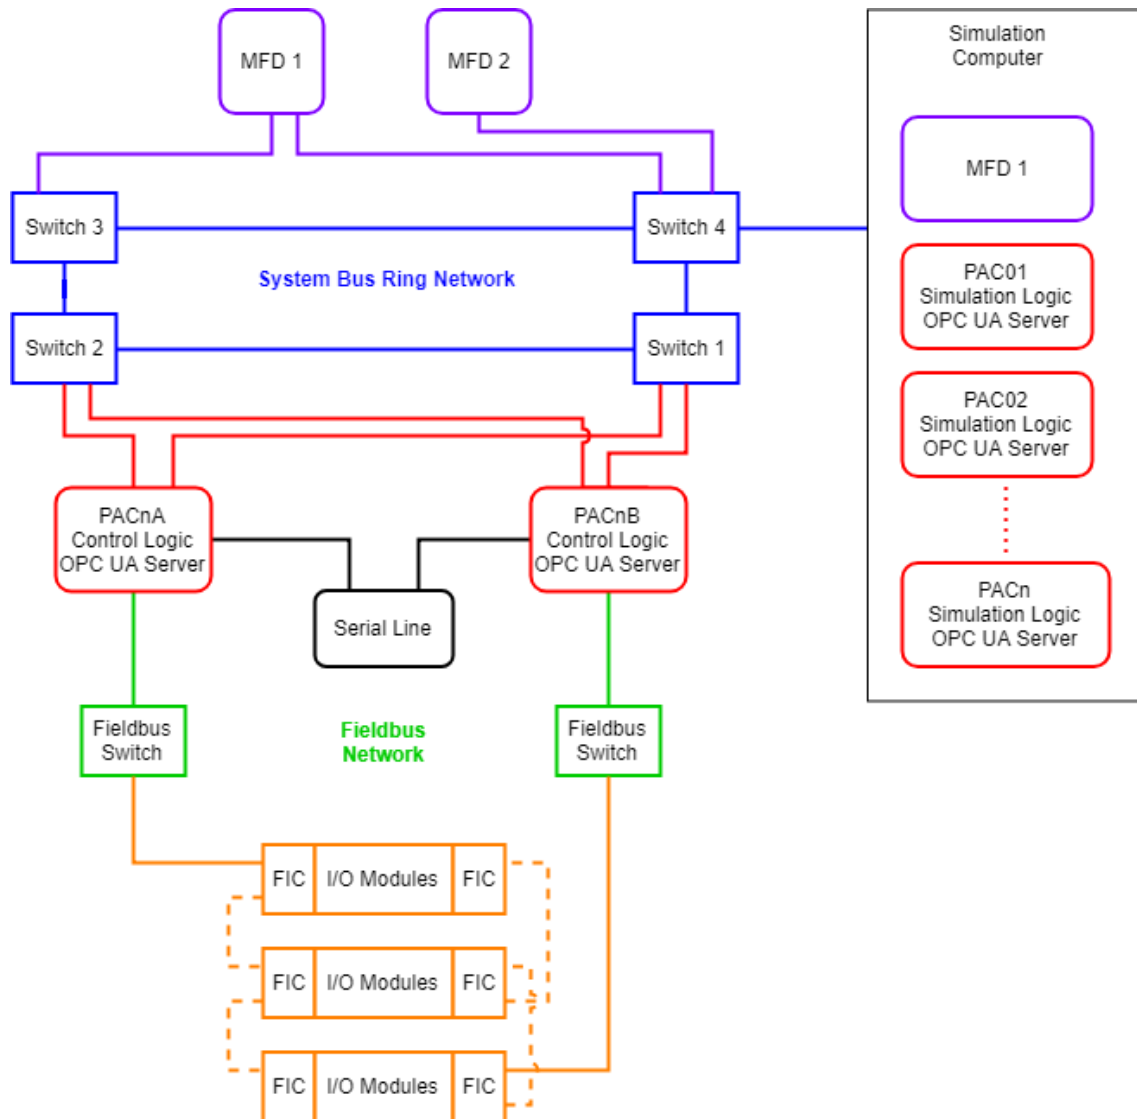 MFD 1
MFD 2
Simulation
Computer
MFD 1
Switch 3
Switch 4
System Bus Ring Network
PAC01
Simulation Logic
OPC UA Server
Switch 2
Switch 1
PAC02
Simulation Logic
OPC UA Server
PACnA
Control Logic
OPC UA Server
PACnB
Control Logic
OPC UA Server
Serial Line
PACn
Simulation Logic
OPC UA Server
Fieldbus
Switch
Fieldbus
Network
Fieldbus
Switch
FIC I/O Modules FIC
FIC I/O Modules FIC
FIC I/O Modules FIC